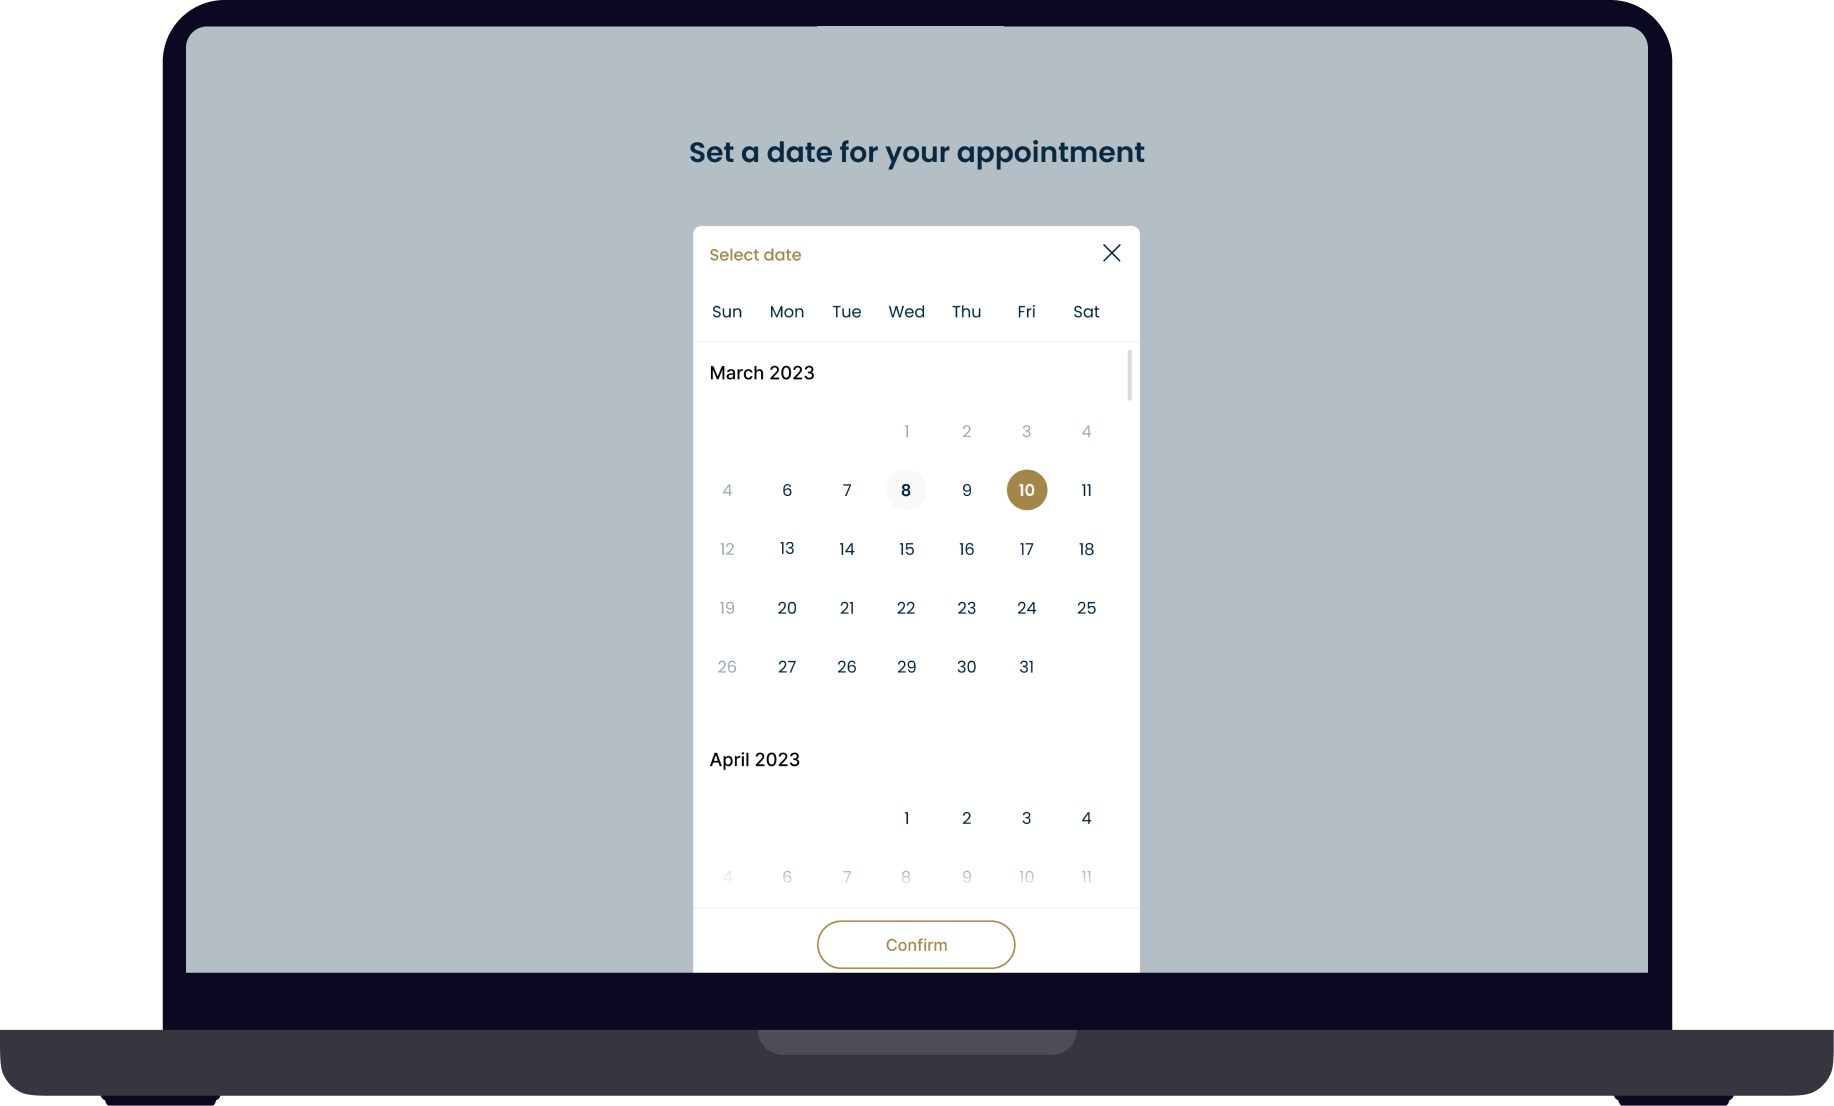 Set a date for your appointment
Select date
Sun Mon Tue Wed Thu Fri Sat
March 2023
1 2 3 4
4 6 7 8 9 10 11
12 13 14 15 16 17 18
19 20 21 22 23 24 25
26 27 26 29 30 31
April 2023
1 2 3 4
4 6 7 8 9 10 11
Confirm